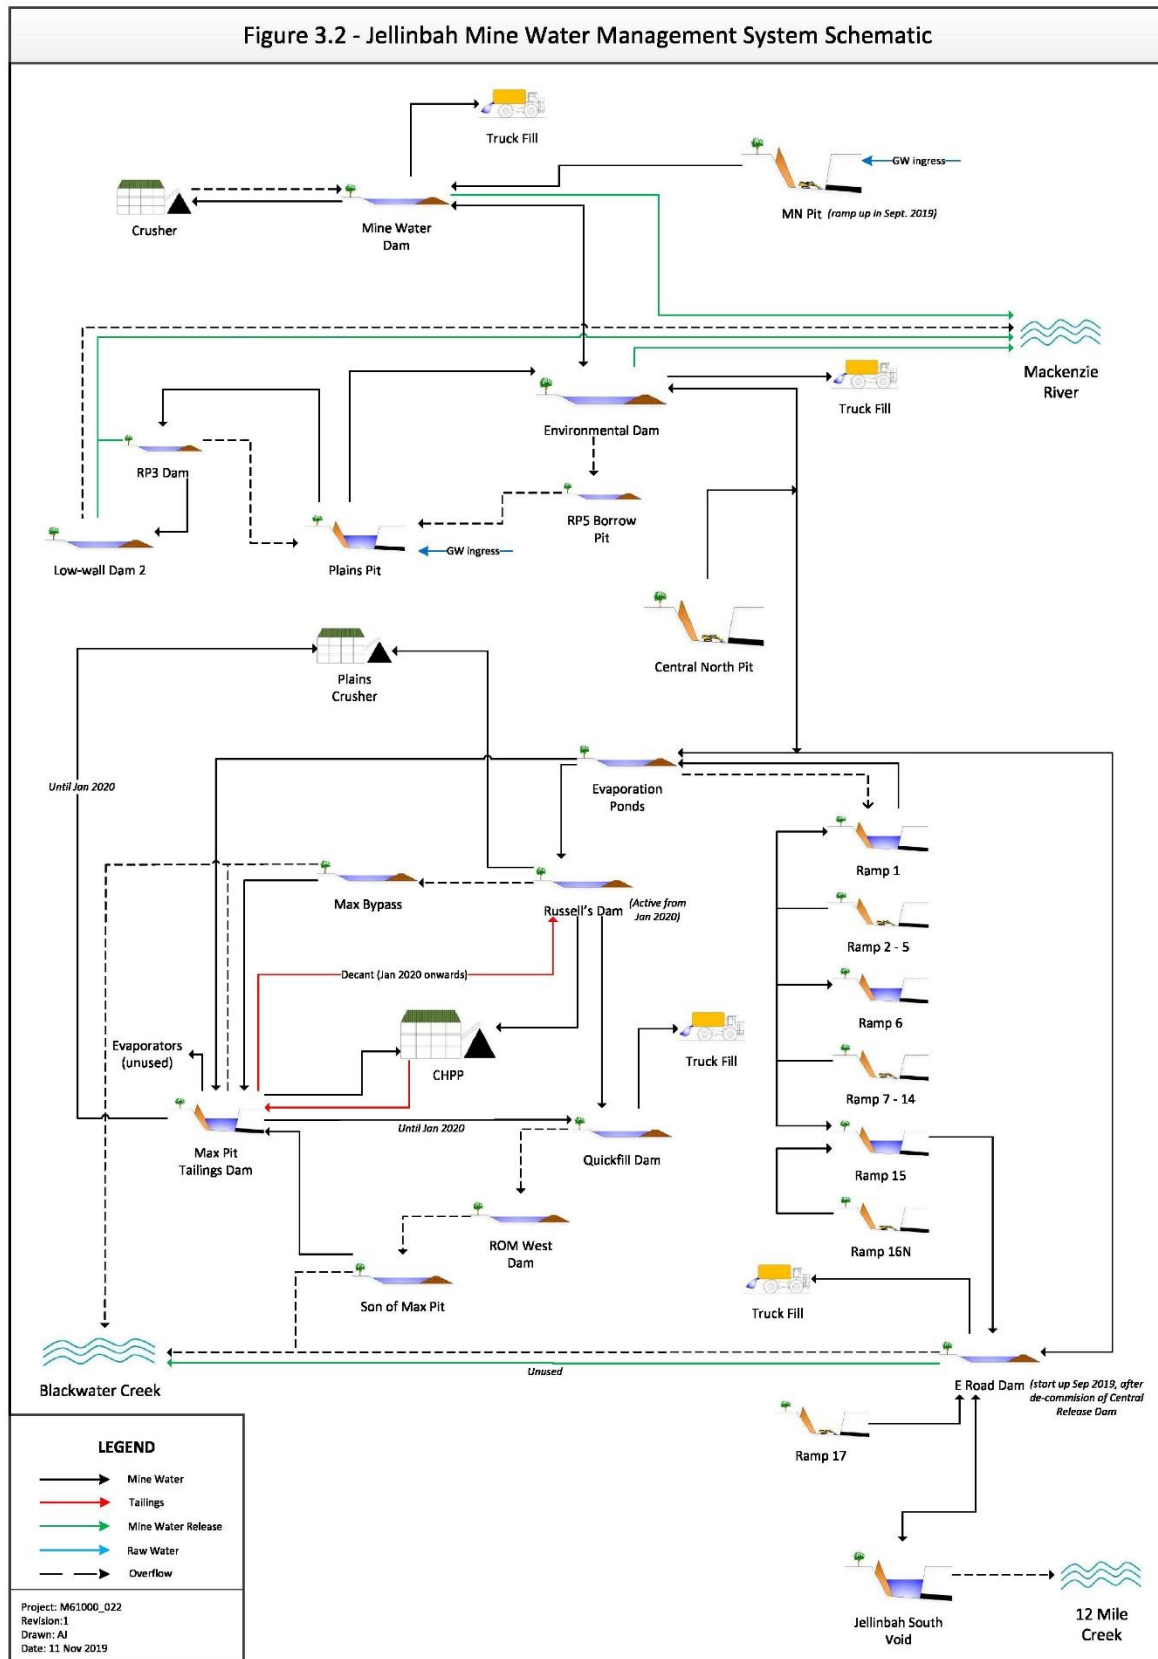 Figure 3.2 - Jellinbah Mine Water Management System Schematic
Truck Fill
GW ingress
MN Pit (ramp up in Sept. 2019)
Crusher
Mine Water
Dam
Mackenzie
River
Truck Fill
Environmental Dam
RP3 Dam
RP5 Borrow
Pit
Low-wall Dam 2
Plains Pit
GW ingress
Central North Pit
Plains
Crusher
Until Jan 2020
Evaporation
Ponds
Ramp 1
Max Bypass
Russell's Dam (Active from
Jan 2020)
Ramp 2 - 5
Decant (Jan 2020 onwards)
Ramp 6
Evaporators
(unused)
CHPP
Truck Fill
Ramp 7 - 14
Until Jan 2020
Max Pit
Tailings Dam
Quickfill Dam
Ramp 15
ROM West
Dam
Ramp 16N
Son of Max Pit
Truck Fill
Blackwater Creek
Unused
E Road Dam (start up Sep 2019, after
de-commision of Central
Release Dam
Ramp 17
LEGEND
Mine Water
Tailings
Mine Water Release
Raw Water
Overflow
Jellinbah South
Void
12 Mile
Creek
Project: M61000_022
Revision:1
Drawn: AJ
Date: 11 Nov 2019